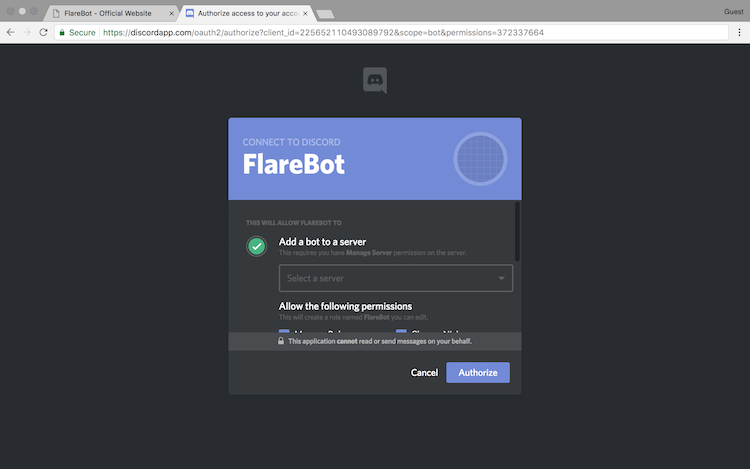 FlareBot - Official Website
Authorize access to your acco
Guest
Secure
https://discordapp.com/oauth2/authorize?client_id=225652110493089792&scope=bot&permissions=372337664
CONNECT TO DISCORD
FlareBot
THIS WILL ALLOW FLAREBOT TO
Add a bot to a server
This requires you have Manage Server permission on the server.
Select a server
Allow the following permissions
This will create a role named FlareBot you can edit.
This application cannot read or send messages on your behalf.
Cancel
Authorize